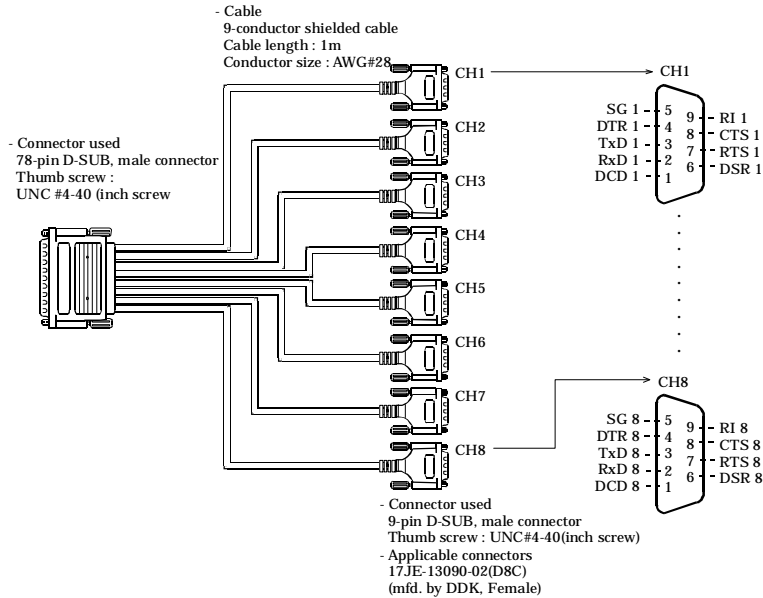 - Cable
9-conductor shielded cable
Cable length : 1m
Conductor size : AWG#28
- Connector used
78-pin D-SUB, male connector
Thumb screw :
UNC #4-40 (inch screw
CH1
CH2
CH3
CH4
CH5
CH6
CH7
CH8
CH1
SG 1 5
DTR 1 4
TxD 1 3
RxD 1 2
DCD 1 1
9 RI 1
8 CTS 1
7 RTS 1
6 DSR 1
CH8
SG 8 5
DTR 8 4
TxD 8 3
RxD 8 2
DCD 8 1
9 RI 8
8 CTS 8
7 RTS 8
6 DSR 8
- Connector used
9-pin D-SUB, male connector
Thumb screw : UNC#4-40(inch screw)
- Applicable connectors
17JE-13090-02(D8C)
(mfd. by DDK, Female)